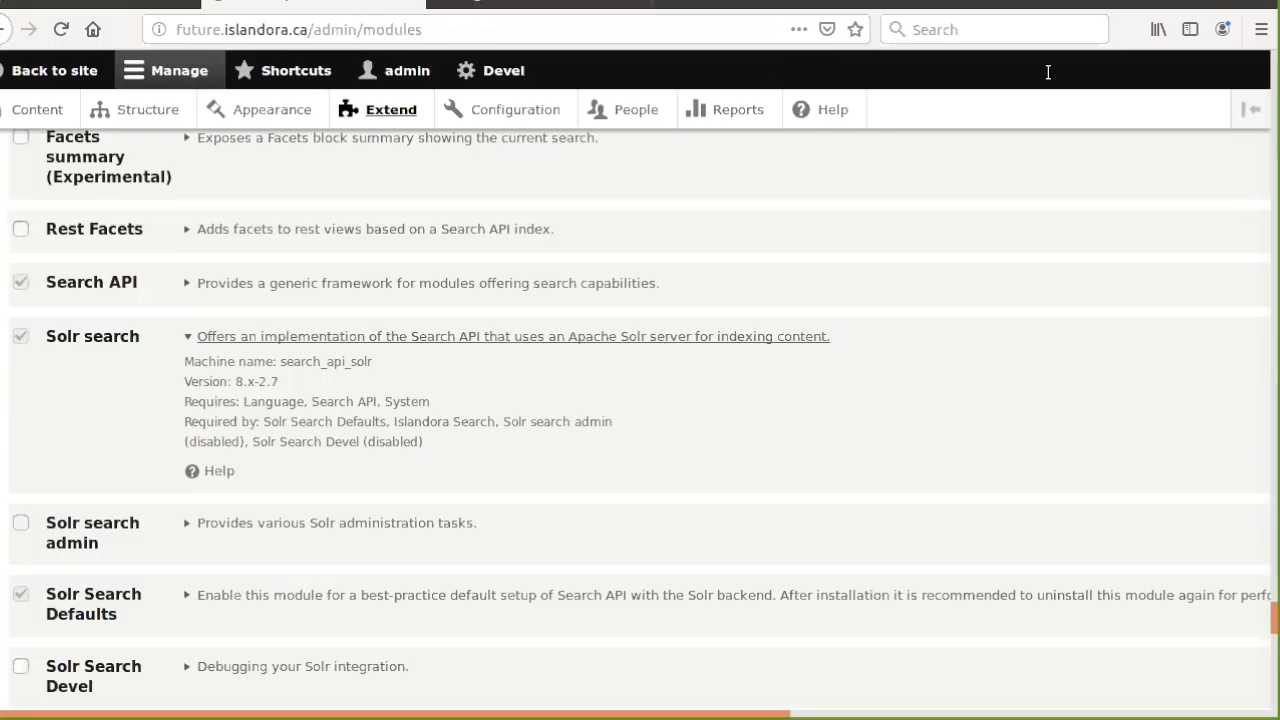 future.islandora.ca/admin/modules
Search
Back to site
Manage
Shortcuts
admin
Devel
Content
Structure
Appearance
Extend
Configuration
People
Reports
Help
Facets
summary
(Experimental)
Exposes a Facets block summary showing the current search.
Rest Facets
Adds facets to rest views based on a Search API index.
Search API
Provides a generic framework for modules offering search capabilities.
Solr search
Offers an implementation of the Search API that uses an Apache Solr server for indexing content.
Machine name: search_api_solr
Version: 8.x-2.7
Requires: Language, Search API, System
Required by: Solr Search Defaults, Islandora Search, Solr search admin
(disabled), Solr Search Devel (disabled)
Help
Solr search
admin
Provides various Solr administration tasks.
Solr Search
Defaults
Enable this module for a best-practice default setup of Search API with the Solr backend. After installation it is recommended to uninstall this module again for perfo
Solr Search
Devel
Debugging your Solr integration.